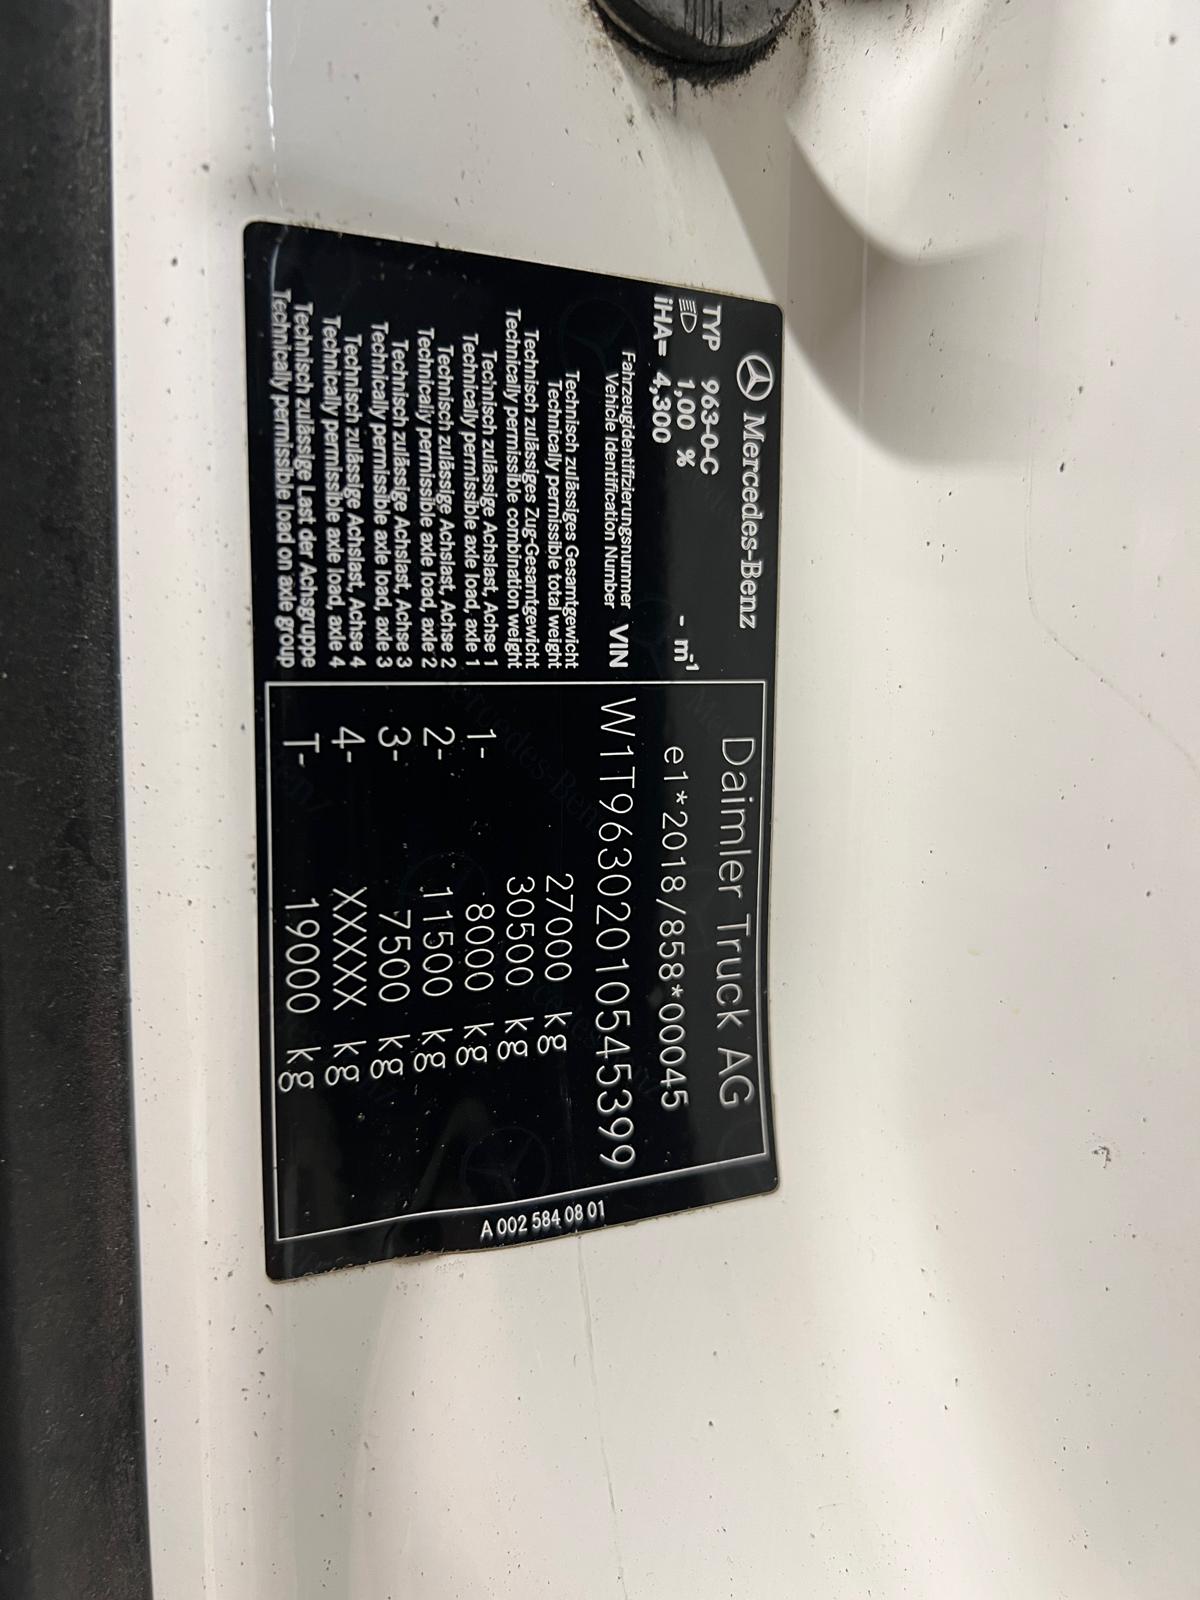 Mercedes-Benz
TYP 963-0-C
1,00 % - m-1
iHA= 4,300
Daimler Truck AG
e1*2018/858*00045
Fahrzeugidentifizierungsnummer
Vehicle Identification Number VIN W1T96302010545399
Technisch zulässiges Gesamtgewicht
Technically permissible total weight 27000 kg
Technisch zulässiges Zug-Gesamtgewicht
Technically permissible combination weight 30500 kg
Technisch zulässige Achslast, Achse 1
Technically permissible axle load, axle 1 1- 8000 kg
Technisch zulässige Achslast, Achse 2
Technically permissible axle load, axle 2 2- 11500 kg
Technisch zulässige Achslast, Achse 3
Technically permissible axle load, axle 3 3- 7500 kg
Technisch zulässige Achslast, Achse 4
Technically permissible axle load, axle 4 4- XXXXX kg
Technisch zulässige Last der Achsgruppe
Technically permissible load on axle group T- 19000 kg
A 002 584 08 01